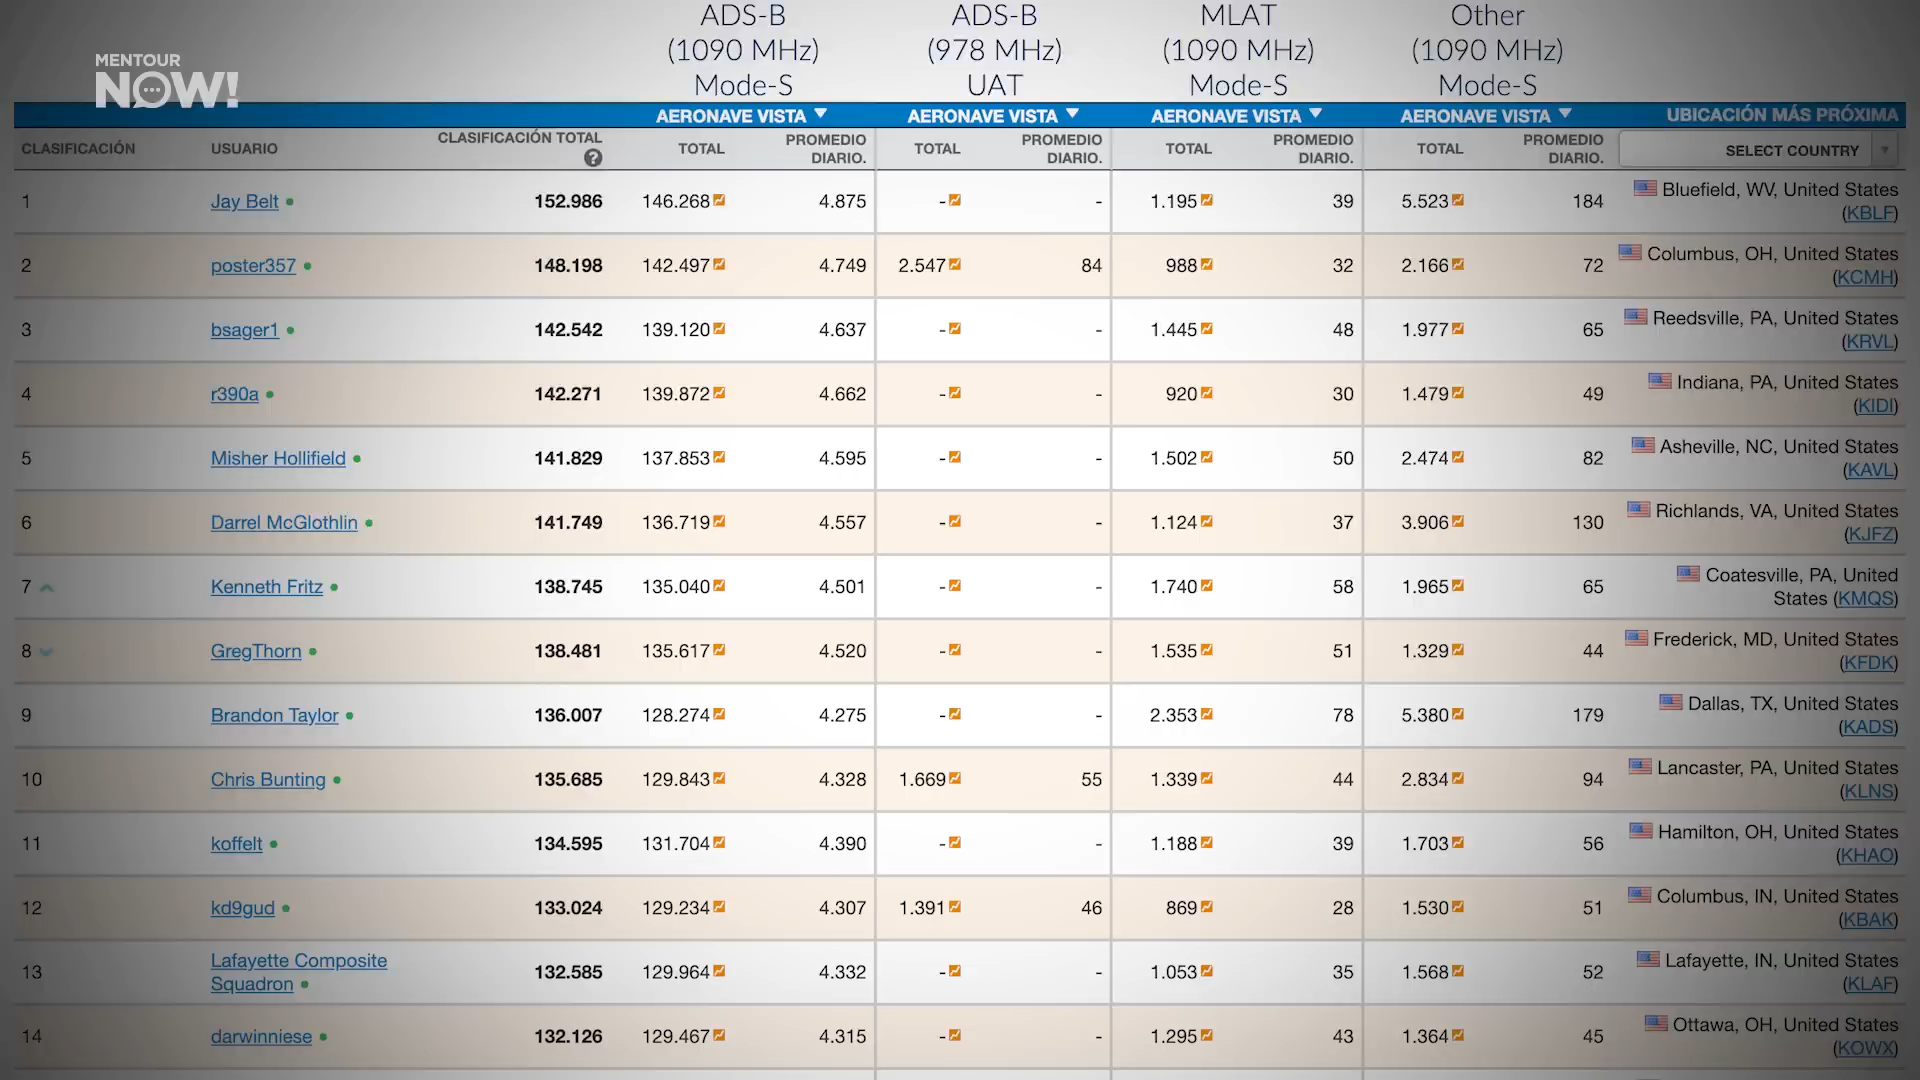 ADS-B ADS-B MLAT Other
(1090 MHz) (978 MHz) (1090 MHz) (1090 MHz)
Mode-S UAT Mode-S Mode-S
MENTOUR
NOW!
AERONAVE VISTA AERONAVE VISTA AERONAVE VISTA AERONAVE VISTA UBICACIÓN MÁS PRÓXIMA
CLASIFICACIÓN USUARIO CLASIFICACIÓN TOTAL ? TOTAL PROMEDIO DIARIO. TOTAL PROMEDIO DIARIO. TOTAL PROMEDIO DIARIO. TOTAL PROMEDIO DIARIO. SELECT COUNTRY
1 Jay Belt 152.986 146.268 4.875 - - 1.195 39 5.523 184 Bluefield, WV, United States
(KBLF)
2 poster357 148.198 142.497 4.749 2.547 84 988 32 2.166 72 Columbus, OH, United States
(KCMH)
3 bsager1 142.542 139.120 4.637 - - 1.445 48 1.977 65 Reedsville, PA, United States
(KRVL)
4 r390a 142.271 139.872 4.662 - - 920 30 1.479 49 Indiana, PA, United States
(KIDI)
5 Misher Hollifield 141.829 137.853 4.595 - - 1.502 50 2.474 82 Asheville, NC, United States
(KAVL)
6 Darrel McGlothlin 141.749 136.719 4.557 - - 1.124 37 3.906 130 Richlands, VA, United States
(KJFZ)
7 Kenneth Fritz 138.745 135.040 4.501 - - 1.740 58 1.965 65 Coatesville, PA, United
States (KMQS)
8 GregThorn 138.481 135.617 4.520 - - 1.535 51 1.329 44 Frederick, MD, United States
(KFDK)
9 Brandon Taylor 136.007 128.274 4.275 - - 2.353 78 5.380 179 Dallas, TX, United States
(KADS)
10 Chris Bunting 135.685 129.843 4.328 1.669 55 1.339 44 2.834 94 Lancaster, PA, United States
(KLNS)
11 koffelt 134.595 131.704 4.390 - - 1.188 39 1.703 56 Hamilton, OH, United States
(KHAO)
12 kd9gud 133.024 129.234 4.307 1.391 46 869 28 1.530 51 Columbus, IN, United States
(KBAK)
13 Lafayette Composite
Squadron 132.585 129.964 4.332 - - 1.053 35 1.568 52 Lafayette, IN, United States
(KLAF)
14 darwinniese 132.126 129.467 4.315 - - 1.295 43 1.364 45 Ottawa, OH, United States
(KOWX)